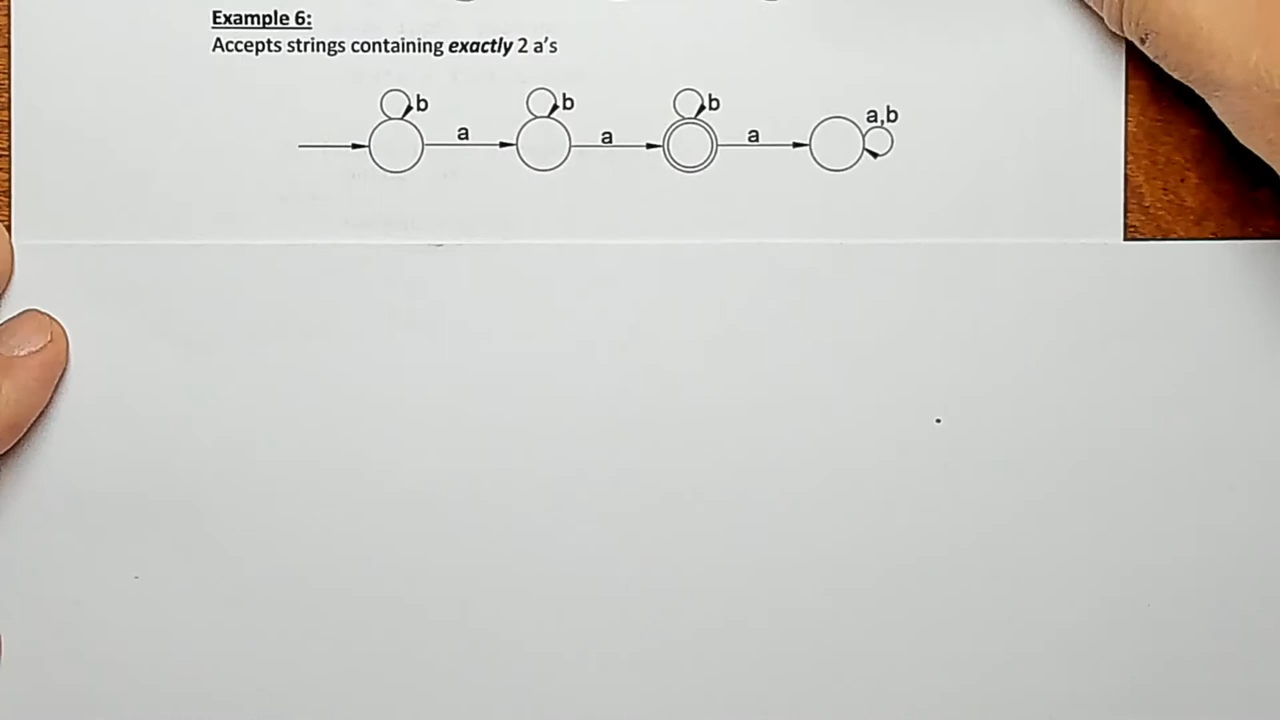 Example 6:
Accepts strings containing exactly 2 a's
b b b a,b
a a a